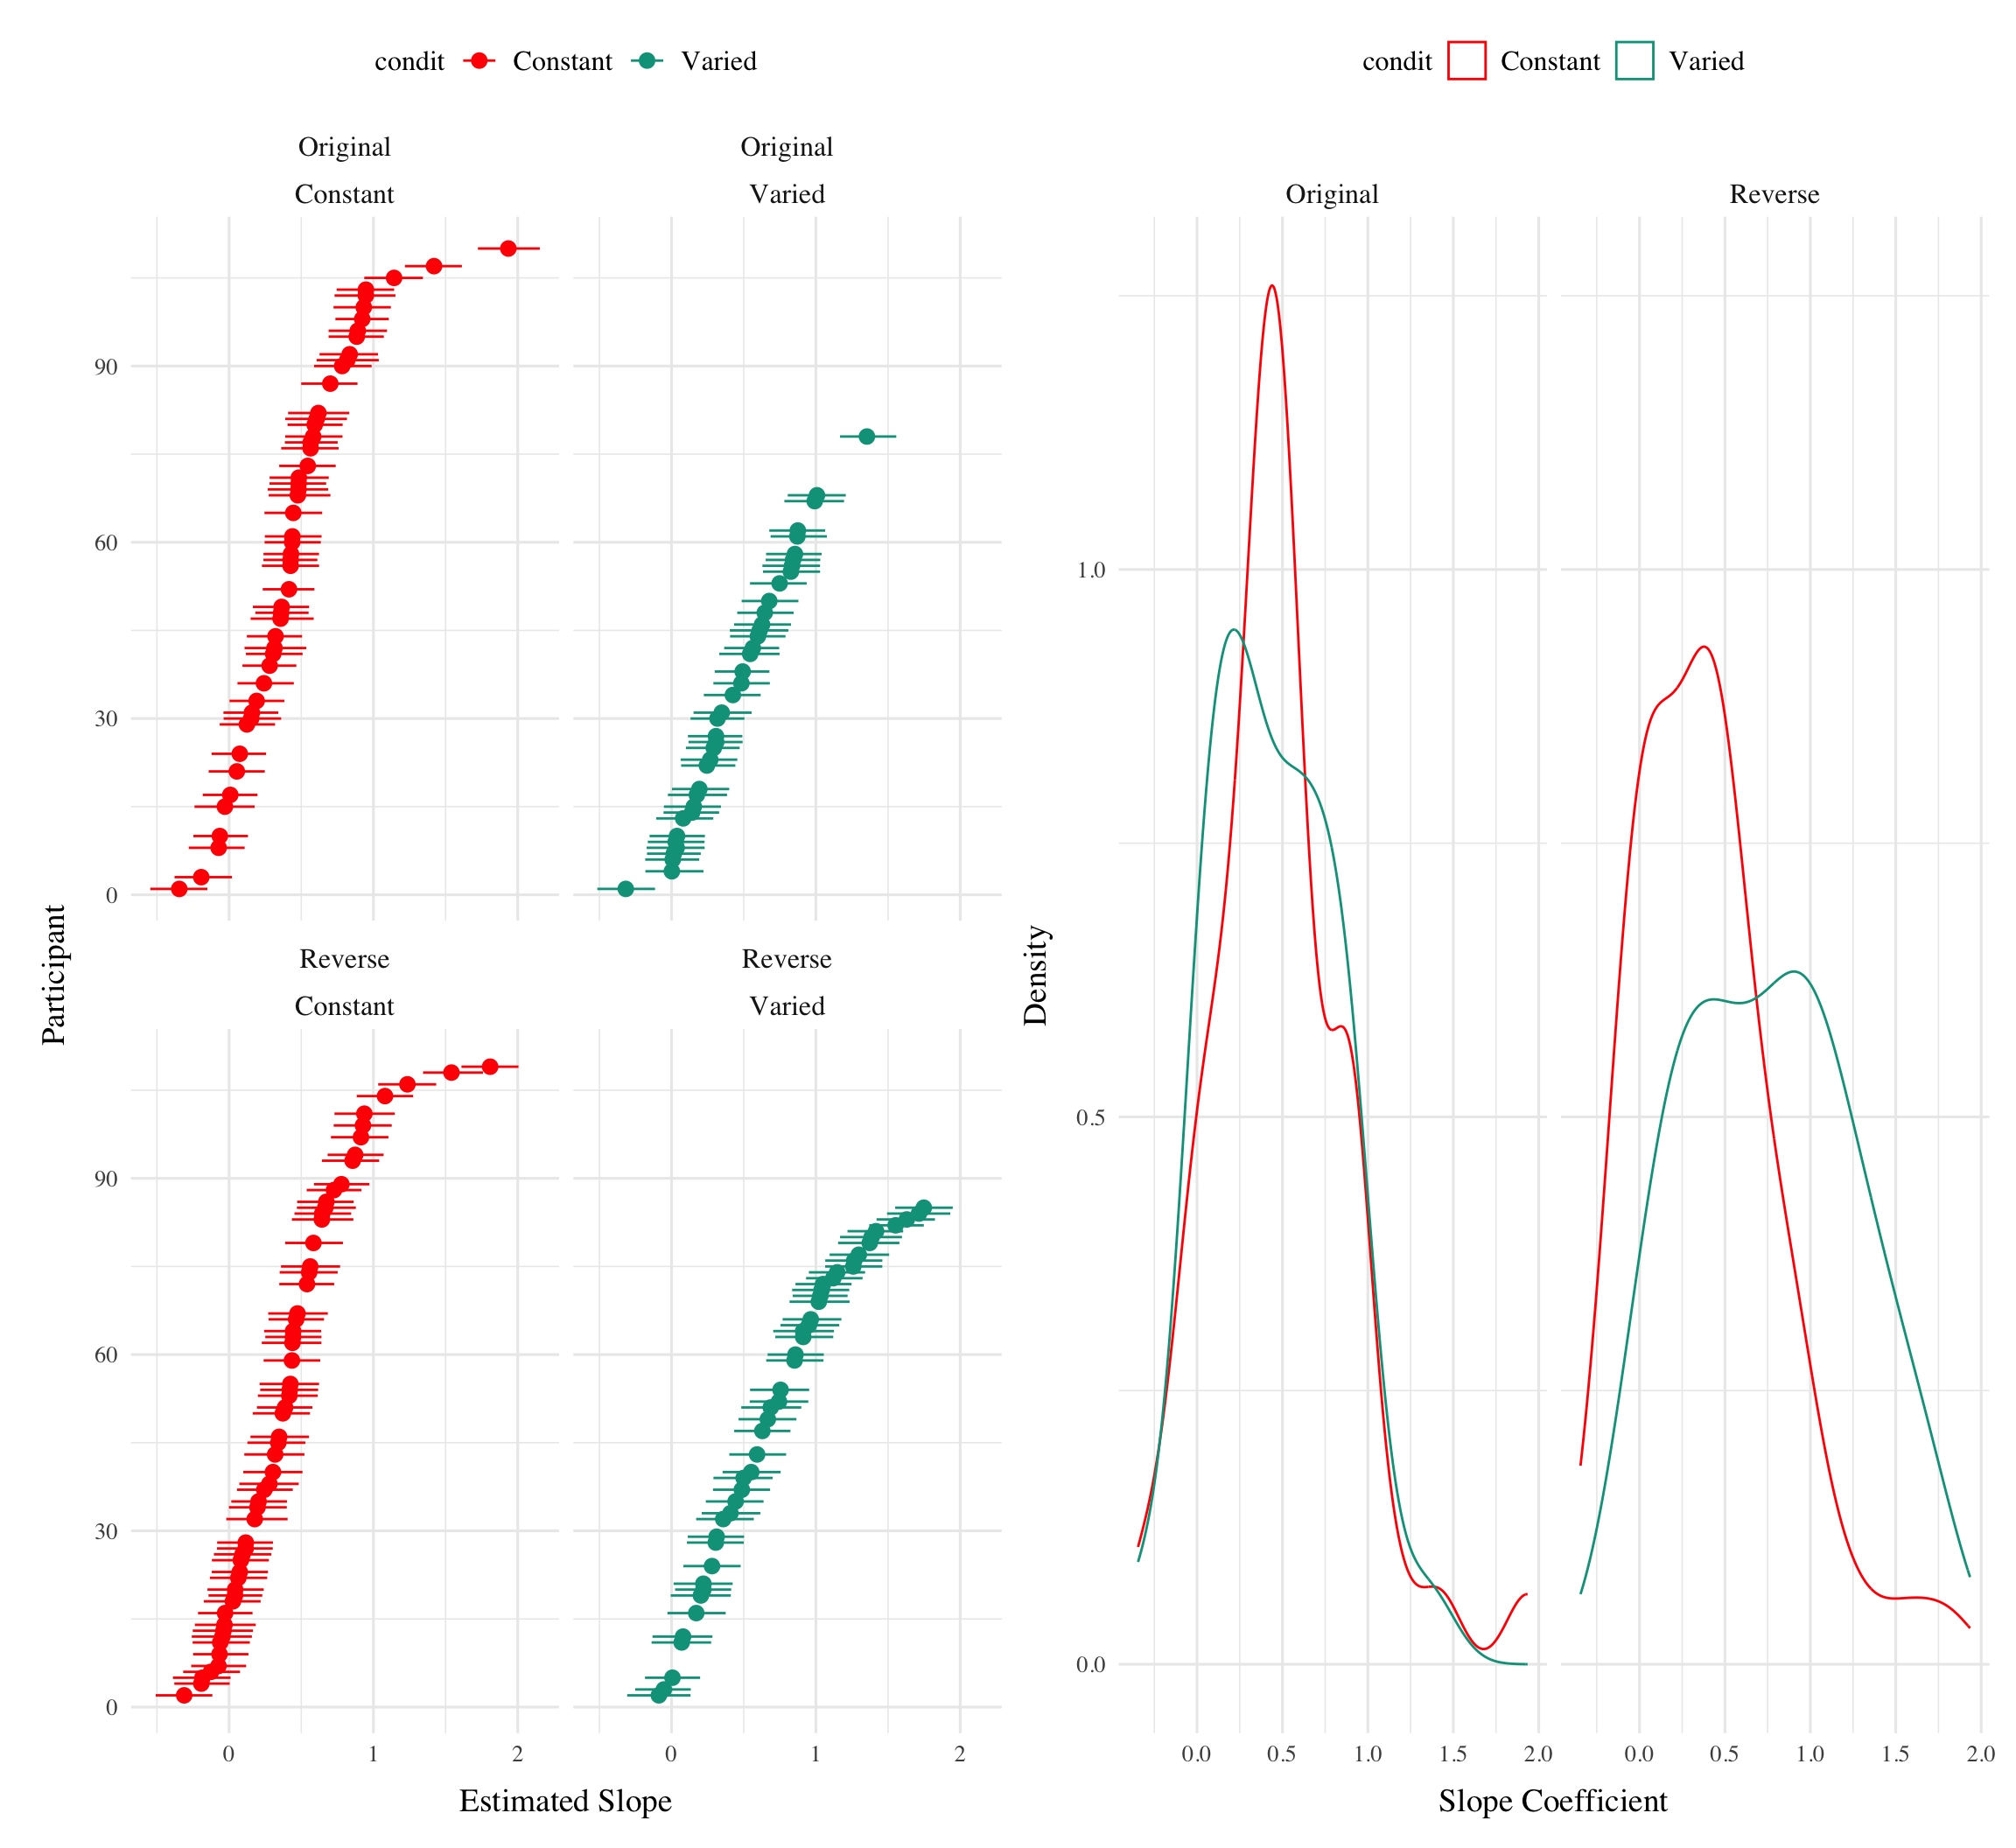 condit Constant Varied
Original
Constant
Original
Varied
90
60
30
0
Reverse
Constant
Reverse
Varied
90
60
30
0
0 1 2
0 1 2
Participant
Estimated Slope
condit Constant Varied
Original
Reverse
1.0
0.5
0.0
0.0 0.5 1.0 1.5 2.0
0.0 0.5 1.0 1.5 2.0
Density
Slope Coefficient